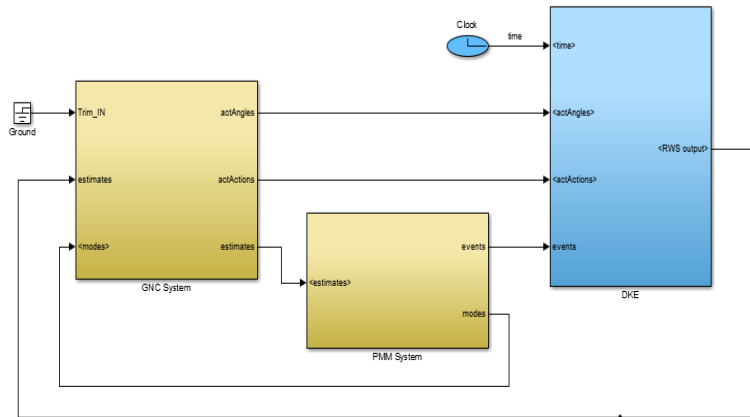 Clock
time
<time>
Trim_IN
actAngles
<actAngles>
Ground
<RWS output>
estimates
actActions
<actActions>
<modes>
estimates
events
events
<estimates>
GNC System
DKE
modes
PMM System